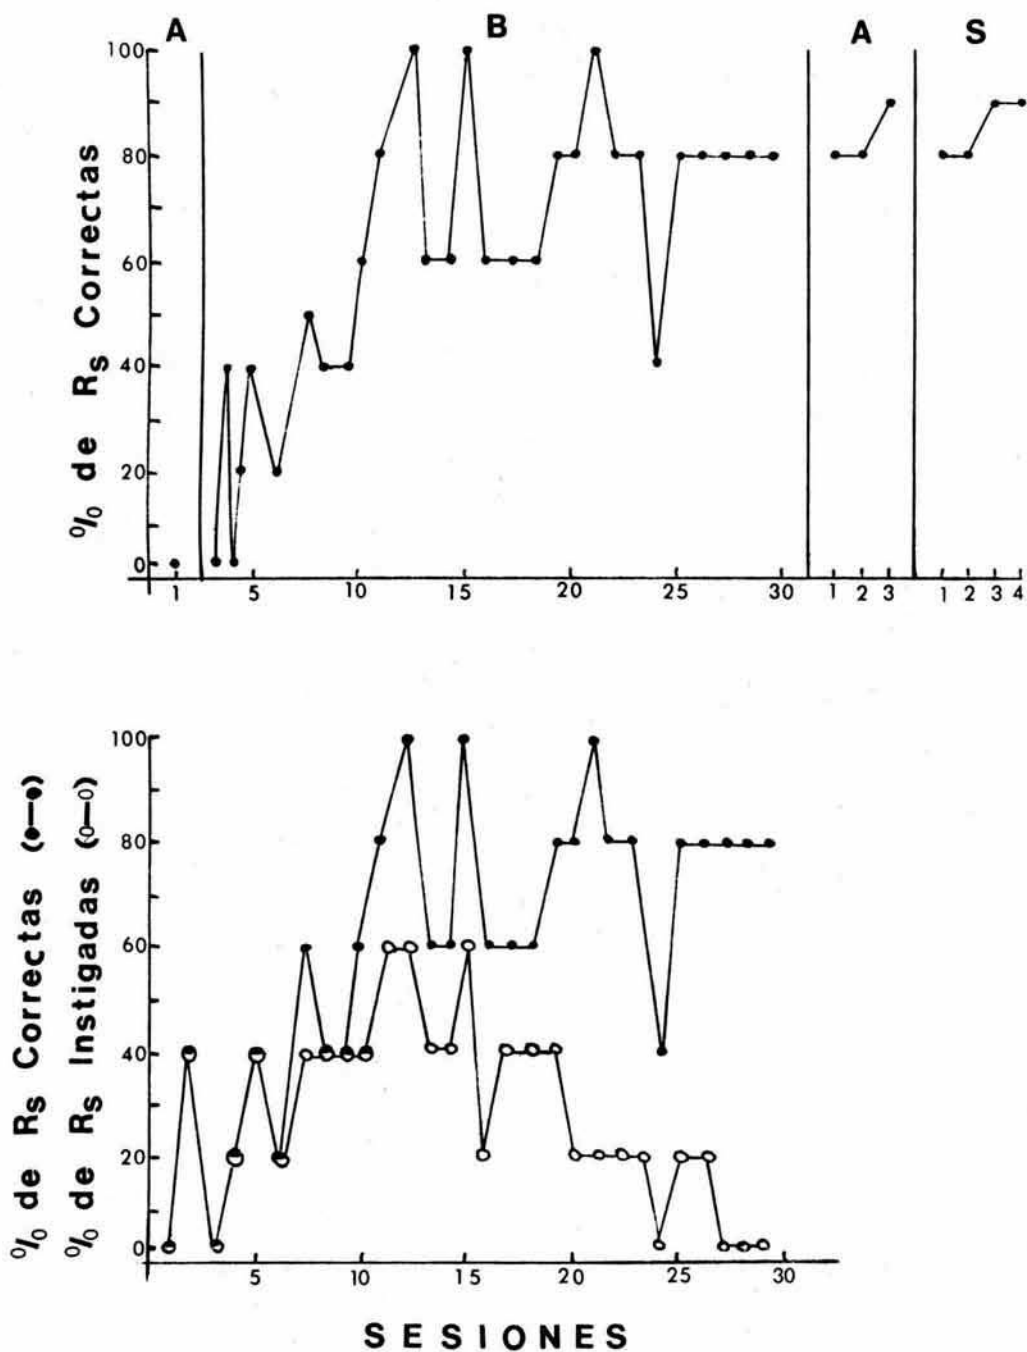 A B A S
% de Rs Correctas
100
80
60
40
20
0
1 5 10 15 20 25 30 1 2 3 1 2 3 4
% de Rs Correctas (●—●)
% de Rs Instigadas (○—○)
100
80
60
40
20
0
5 10 15 20 25 30
SESIONES